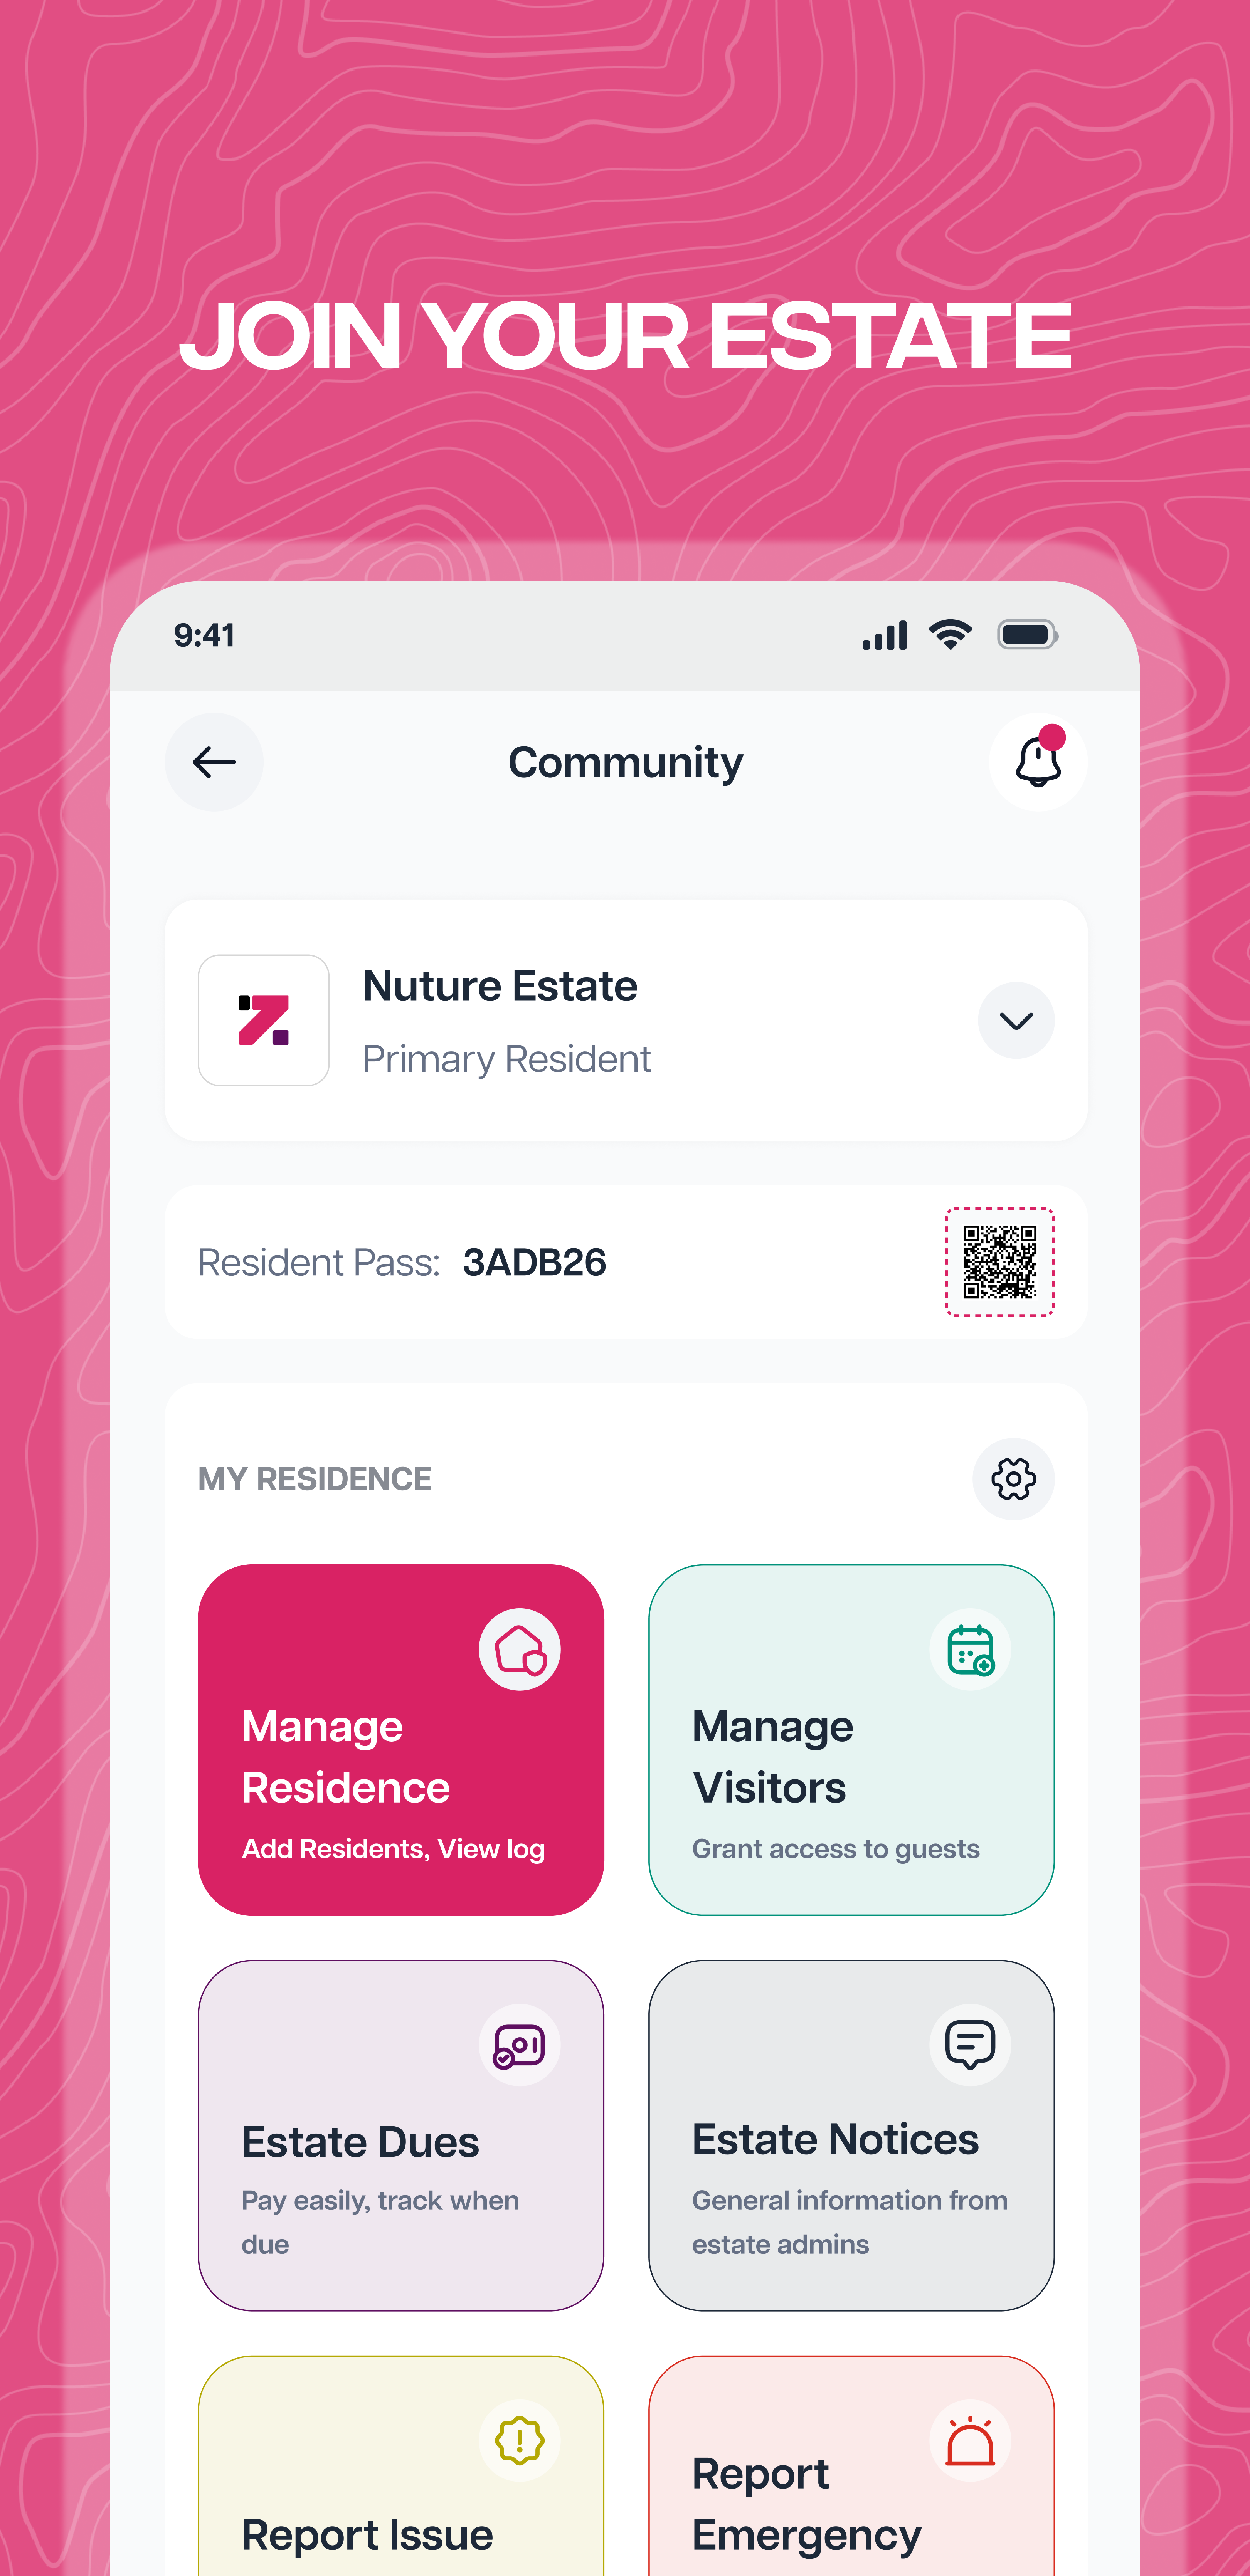 JOIN YOUR ESTATE
9:41
Community
Nuture Estate
Primary Resident
Resident Pass: 3ADB26
MY RESIDENCE
Manage
Residence
Add Residents, View log
Manage
Visitors
Grant access to guests
Estate Dues
Pay easily, track when
due
Estate Notices
General information from
estate admins
Report Issue
Report
Emergency